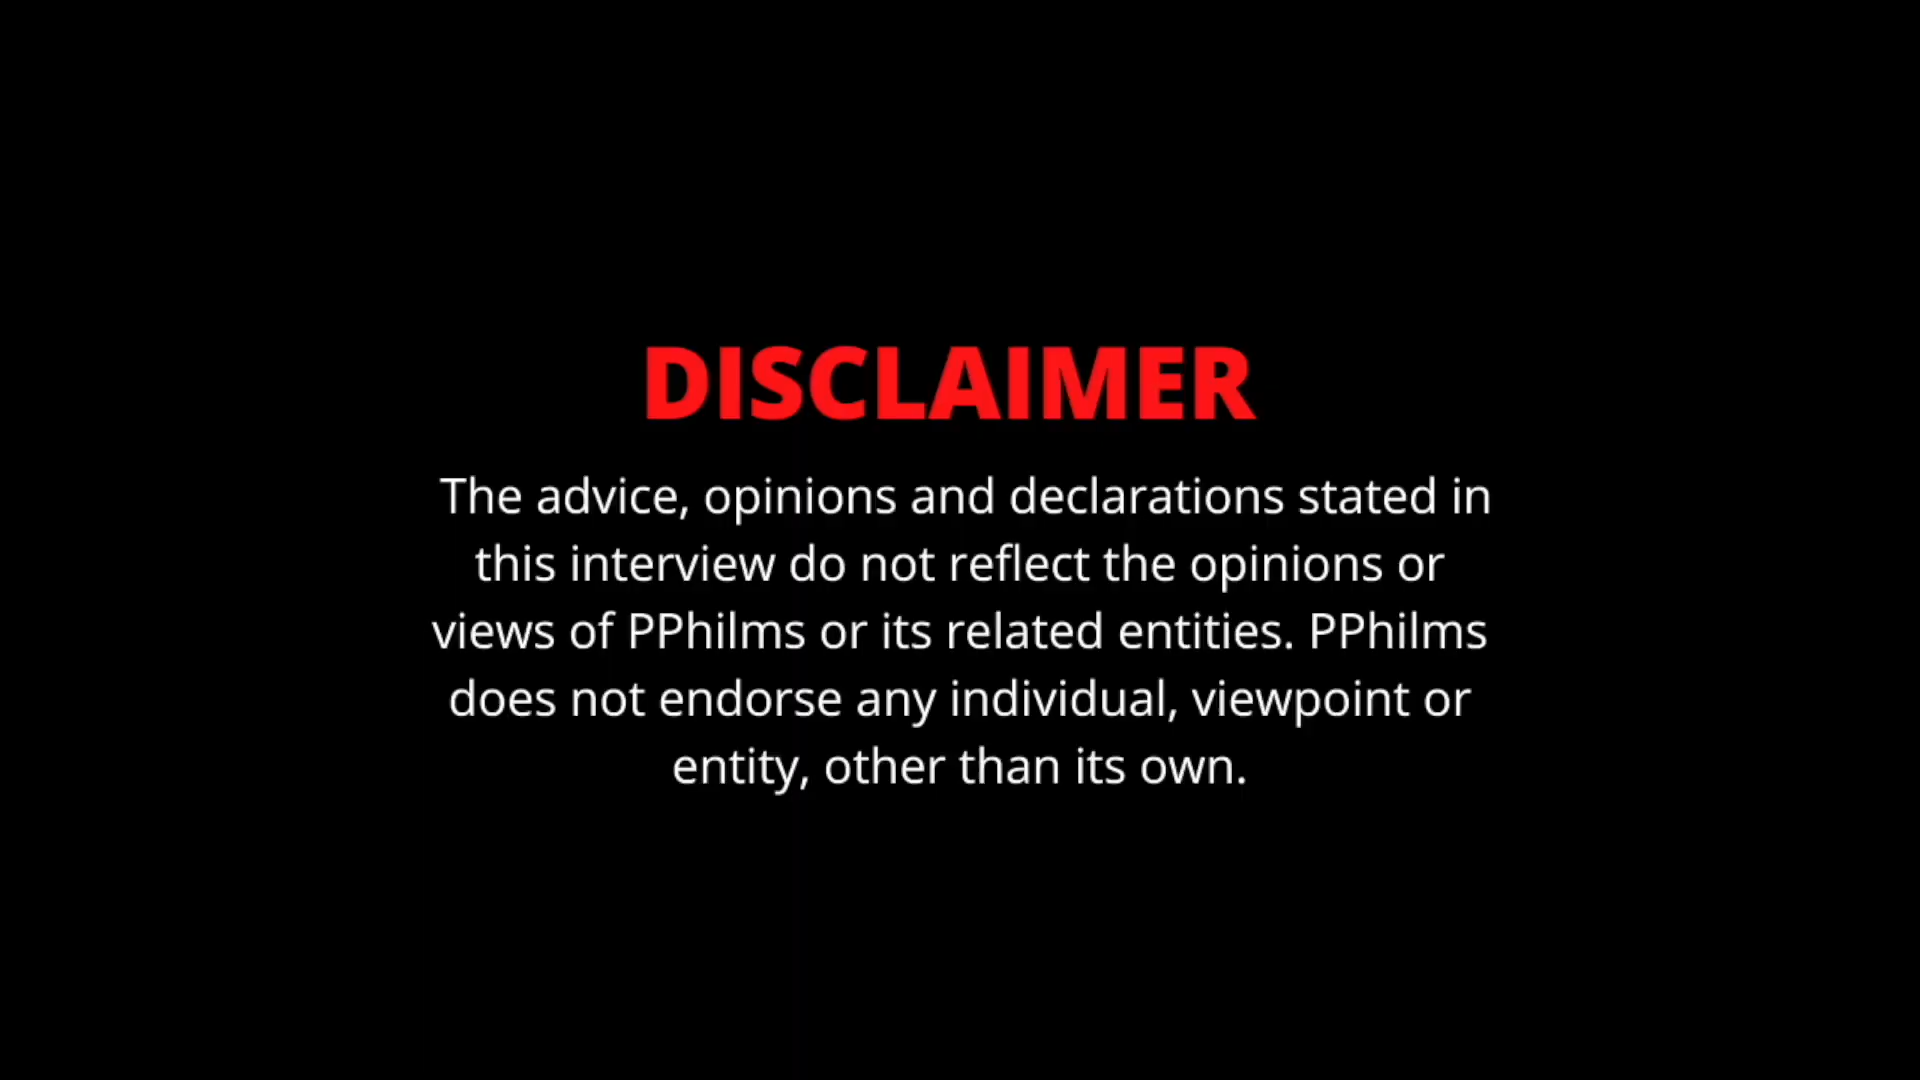 DISCLAIMER
The advice, opinions and declarations stated in
this interview do not reflect the opinions or
views of PPhilms or its related entities. PPhilms
does not endorse any individual, viewpoint or
entity, other than its own.